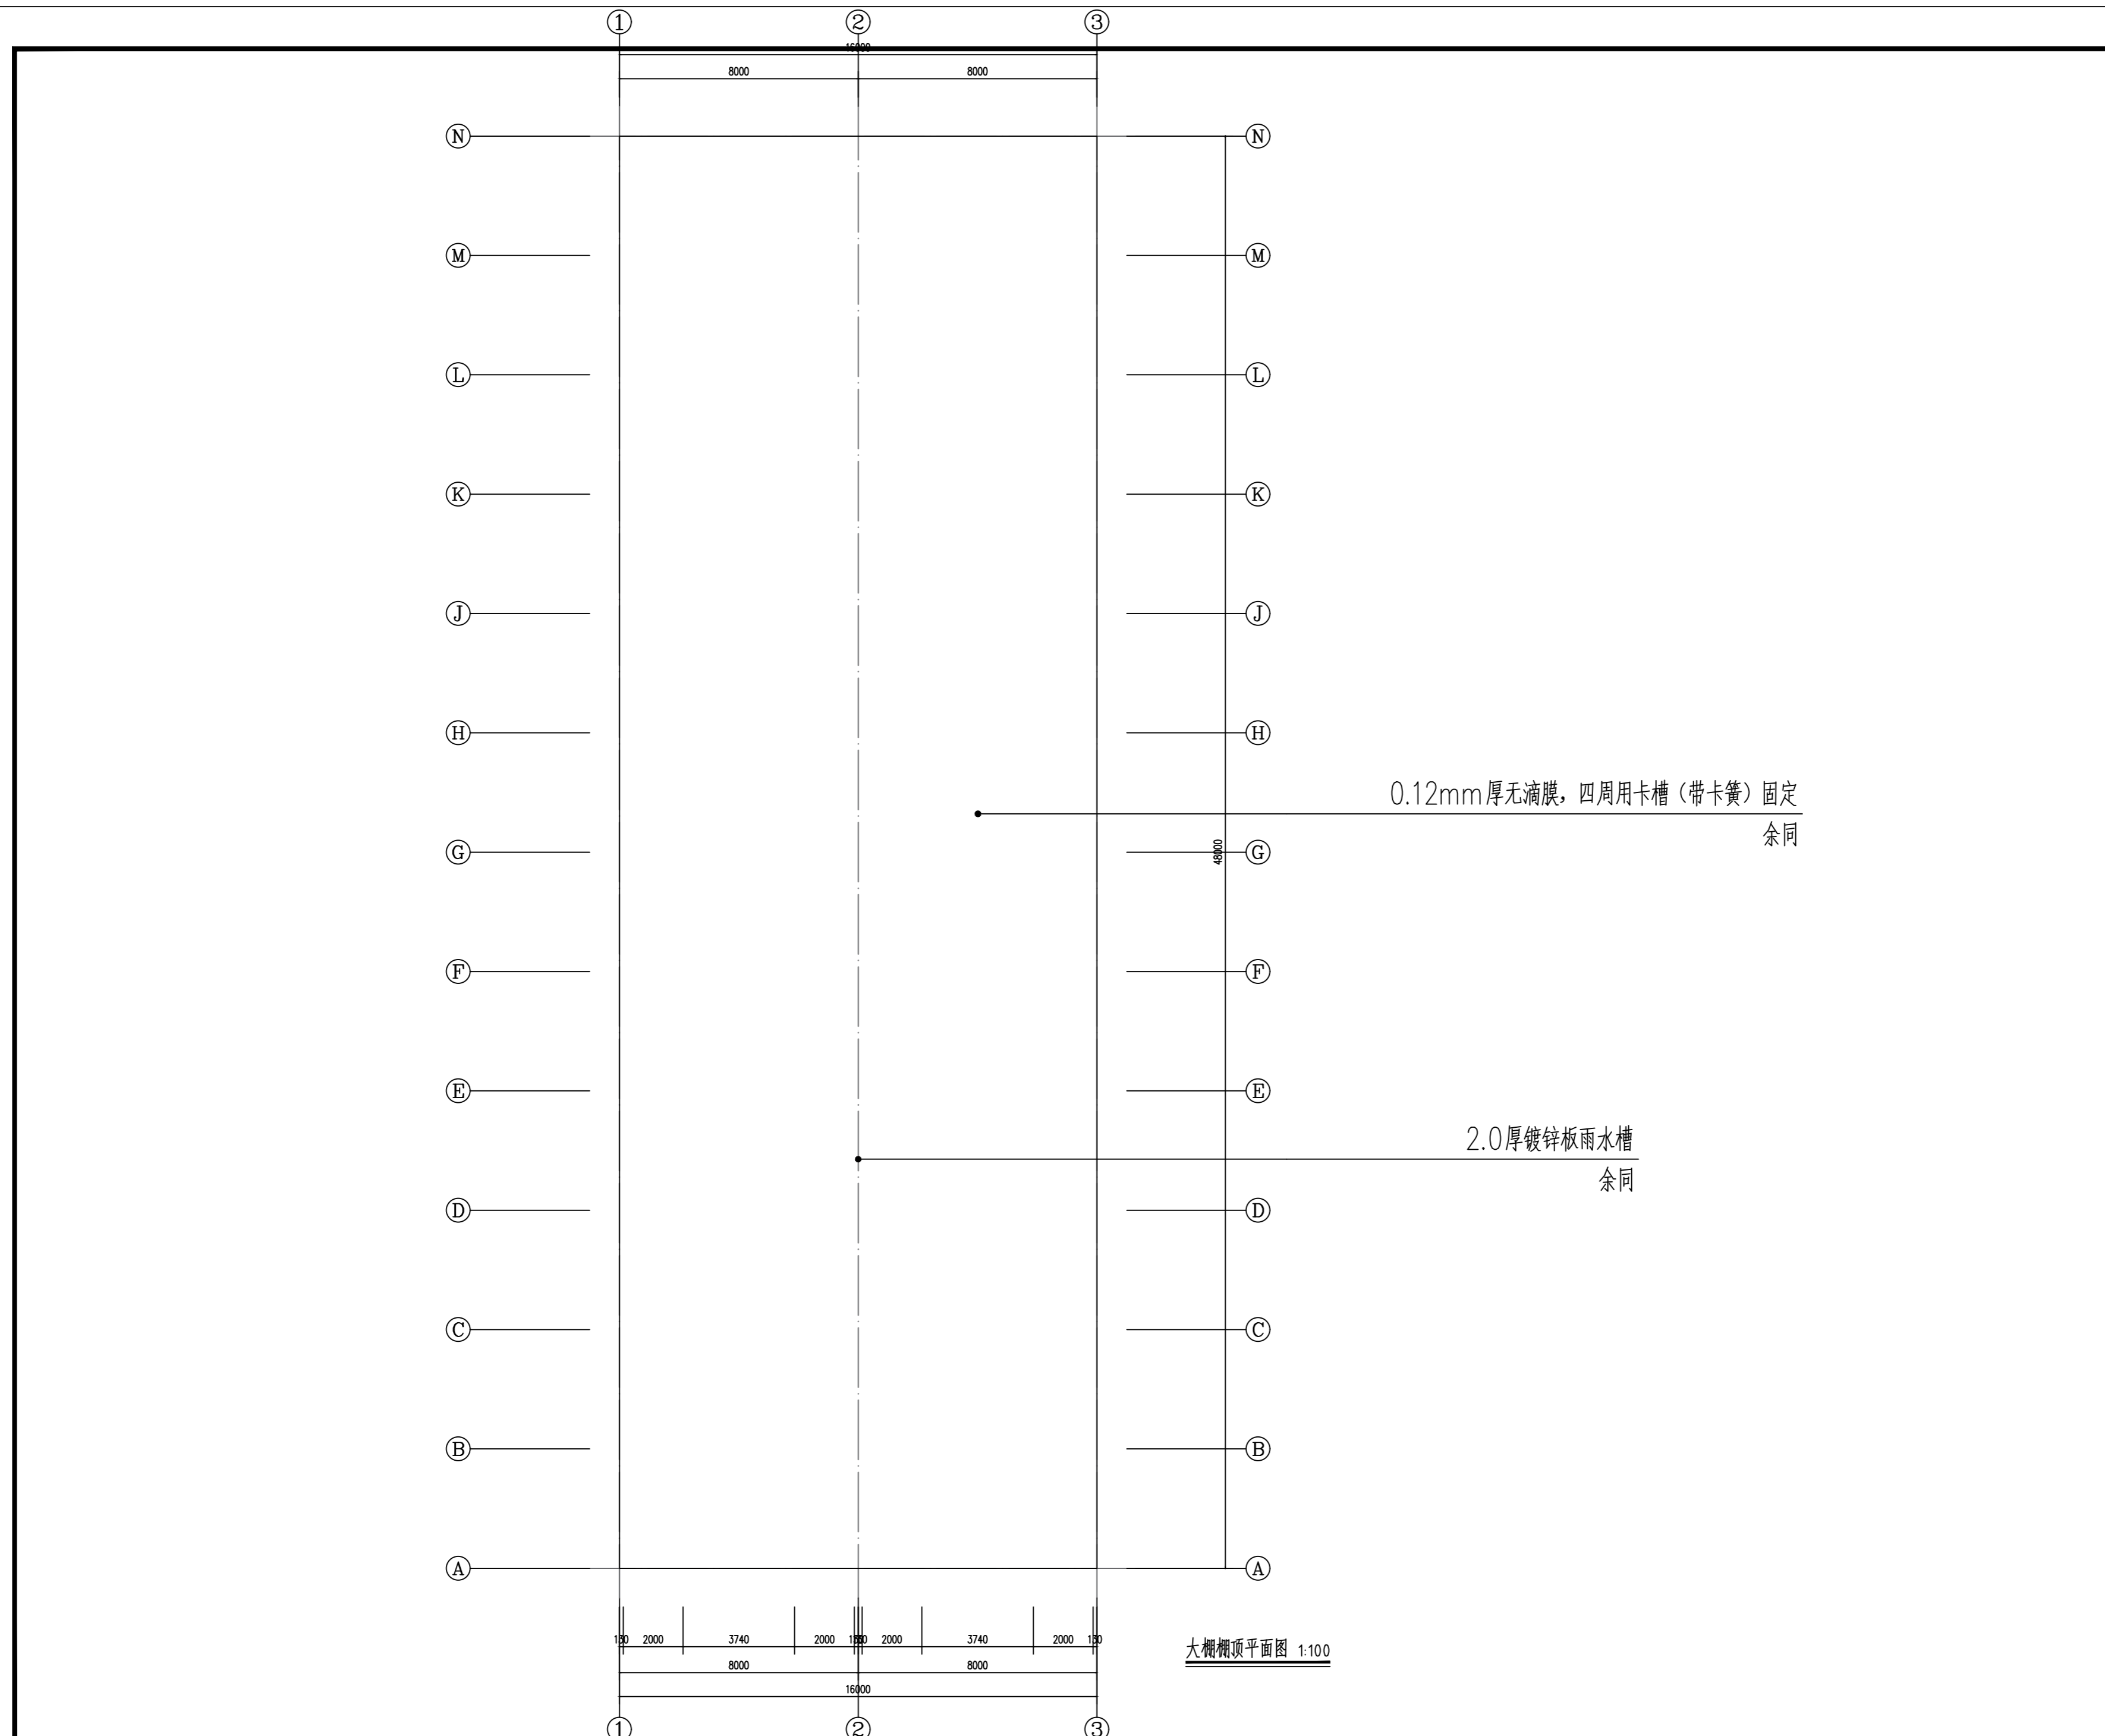 ① ② ③
16000
8000 8000
Ⓝ Ⓝ
Ⓜ Ⓜ
Ⓛ Ⓛ
Ⓚ Ⓚ
Ⓙ Ⓙ
Ⓗ Ⓗ
0.12mm厚无滴膜，四周用卡槽（带卡簧）固定
余同
48000
Ⓖ Ⓖ
Ⓕ Ⓕ
Ⓔ Ⓔ
2.0厚镀锌板雨水槽
余同
Ⓓ Ⓓ
Ⓒ Ⓒ
Ⓑ Ⓑ
Ⓐ Ⓐ
130 2000 3740 2000 2000 3740 2000 130
大棚棚顶平面图 1:100
8000 8000
16000
① ② ③